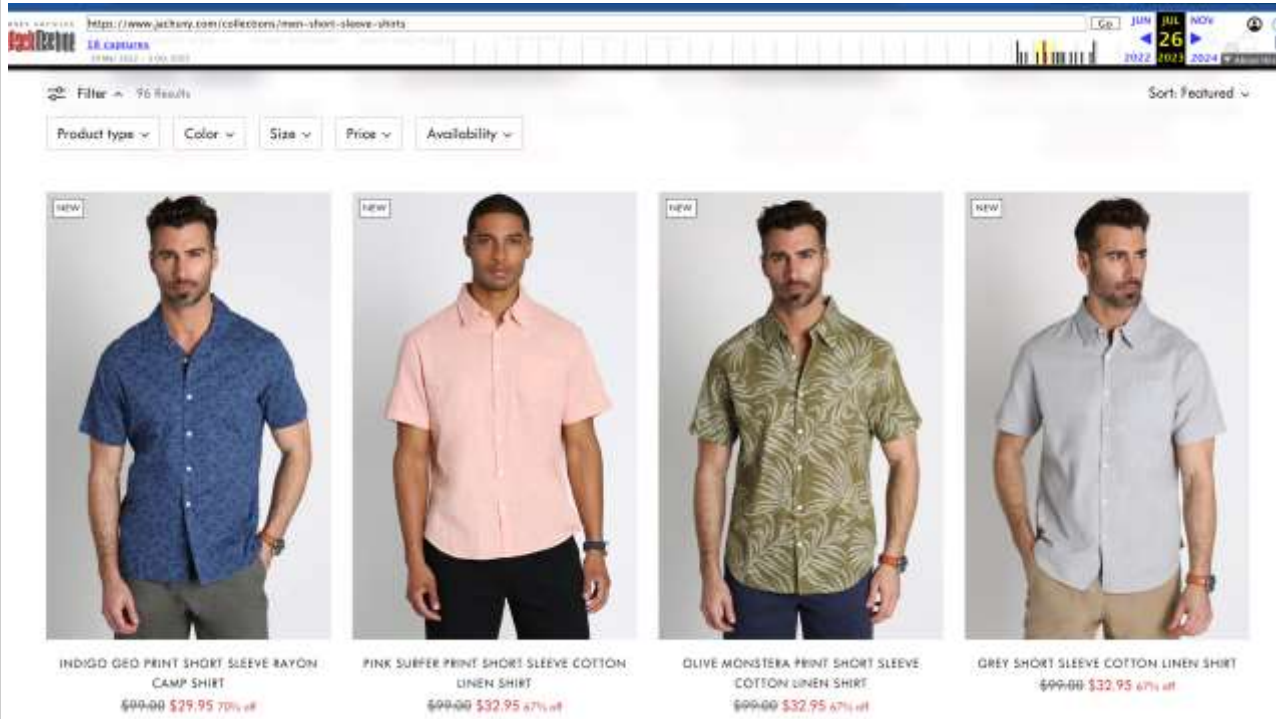 https://www.jachsny.com/collections/men-short-sleeve-shirts
Go
JUN JUL NOV
18 captures
26
2022 2023 2024
Filter 96 Results
Sort: Featured
Product type Color Size Price Availability
NEW NEW NEW NEW
INDIGO GEO PRINT SHORT SLEEVE RAYON
CAMP SHIRT
$99.00 $29.95 70% off
PINK SURFER PRINT SHORT SLEEVE COTTON
LINEN SHIRT
$99.00 $32.95 67% off
OLIVE MONSTERA PRINT SHORT SLEEVE
COTTON LINEN SHIRT
$99.00 $32.95 67% off
GREY SHORT SLEEVE COTTON LINEN SHIRT
$99.00 $32.95 67% off